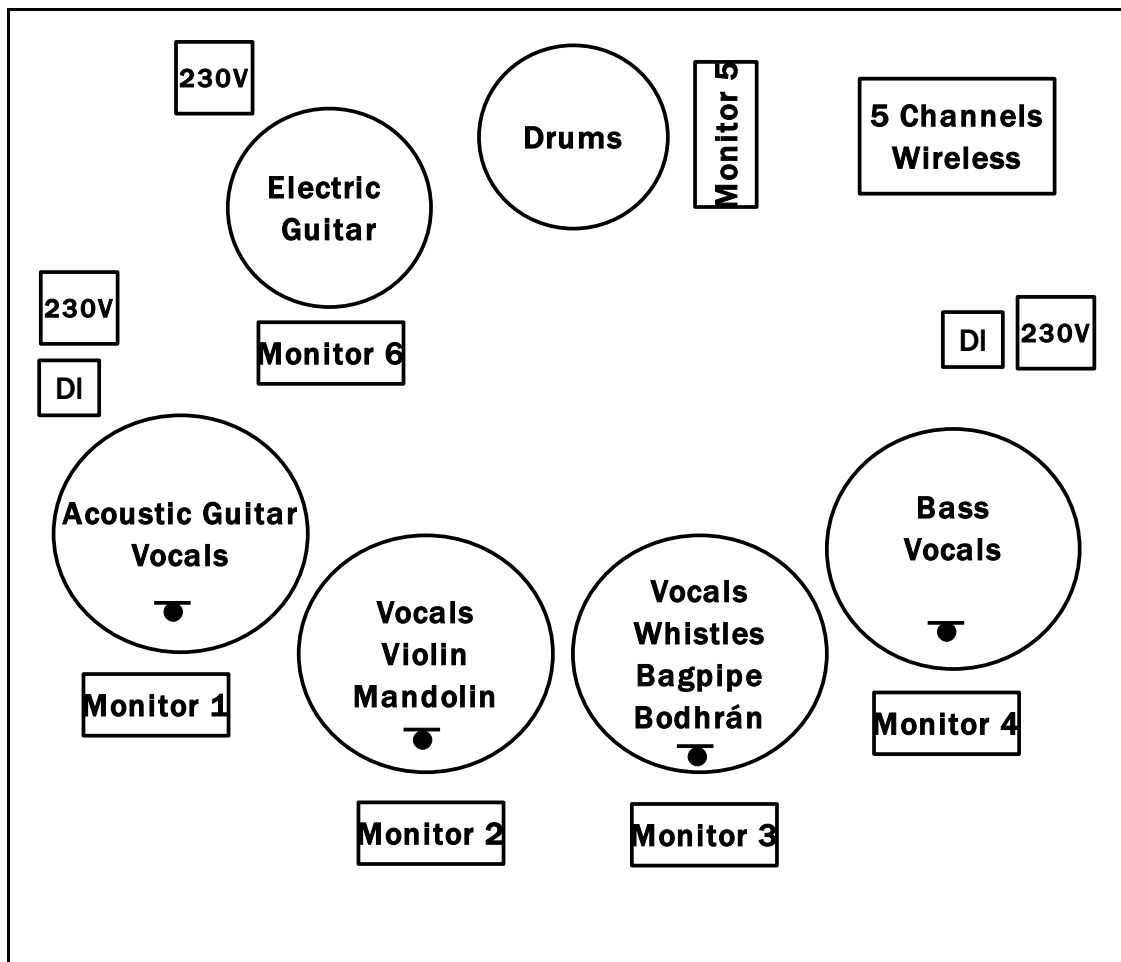 230V
Drums
Monitor 5
5 Channels
Wireless
Electric
Guitar
230V
Monitor 6
DI
DI
230V
Acoustic Guitar
Vocals
Vocals
Violin
Mandolin
Vocals
Whistles
Bagpipe
Bodhrán
Bass
Vocals
Monitor 1
Monitor 2
Monitor 3
Monitor 4